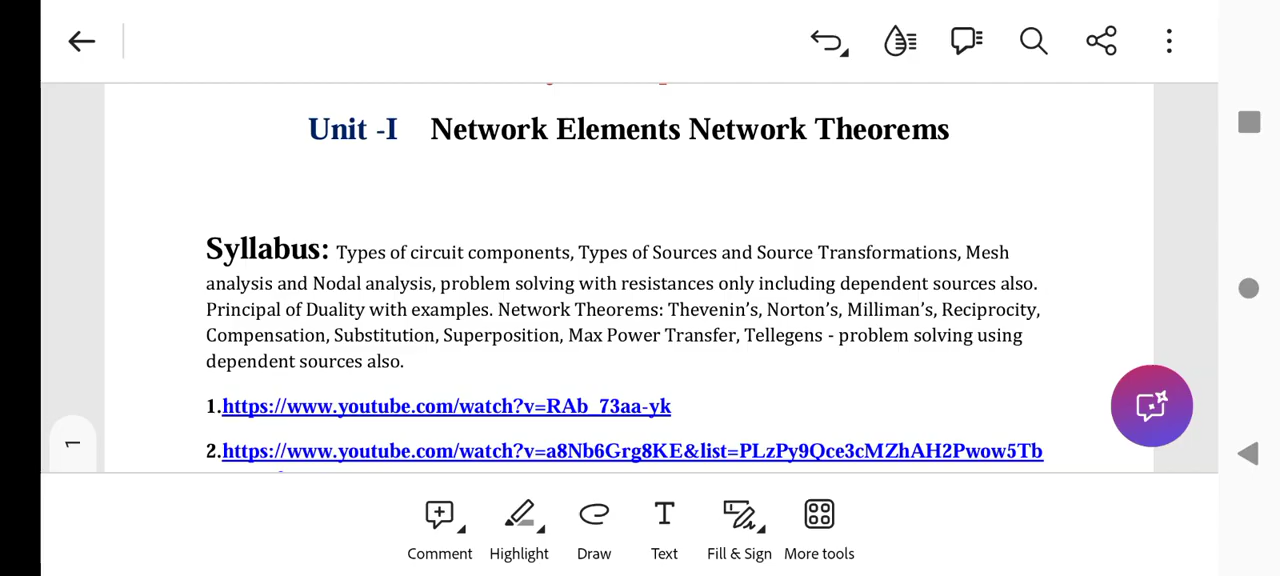 Unit -I Network Elements Network Theorems
Syllabus: Types of circuit components, Types of Sources and Source Transformations, Mesh
analysis and Nodal analysis, problem solving with resistances only including dependent sources also.
Principal of Duality with examples. Network Theorems: Thevenin's, Norton's, Milliman's, Reciprocity,
Compensation, Substitution, Superposition, Max Power Transfer, Tellegens - problem solving using
dependent sources also.
1.https://www.youtube.com/watch?v=RAb_73aa-yk
2.https://www.youtube.com/watch?v=a8Nb6Grg8KE&list=PLzPy9Qce3cMZhAH2Pwow5Tb
1
Comment Highlight Draw Text Fill & Sign More tools